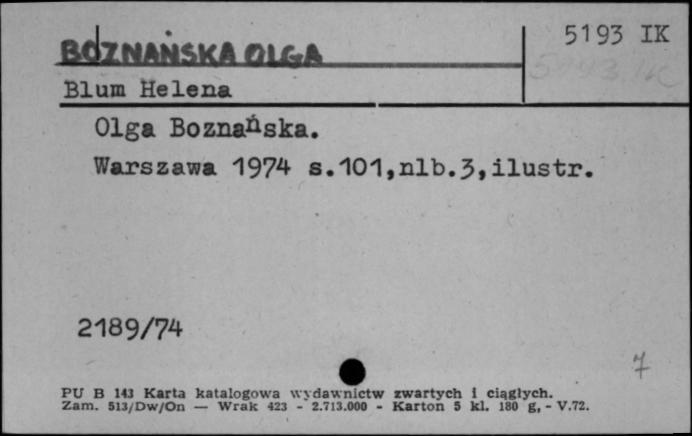 BOZNAŃSKA OLGA
5193 IK
5193 IK
Blum Helena
Olga Boznańska.
Warszawa 1974 s.101,nlb.3,ilustr.
2189/74
7
PU B 143 Karta katalogowa wydawnictw zwartych i ciągłych.
Zam. 513/Dw/On — Wrak 423 - 2.713.000 - Karton 5 kl. 180 g, - V.72.